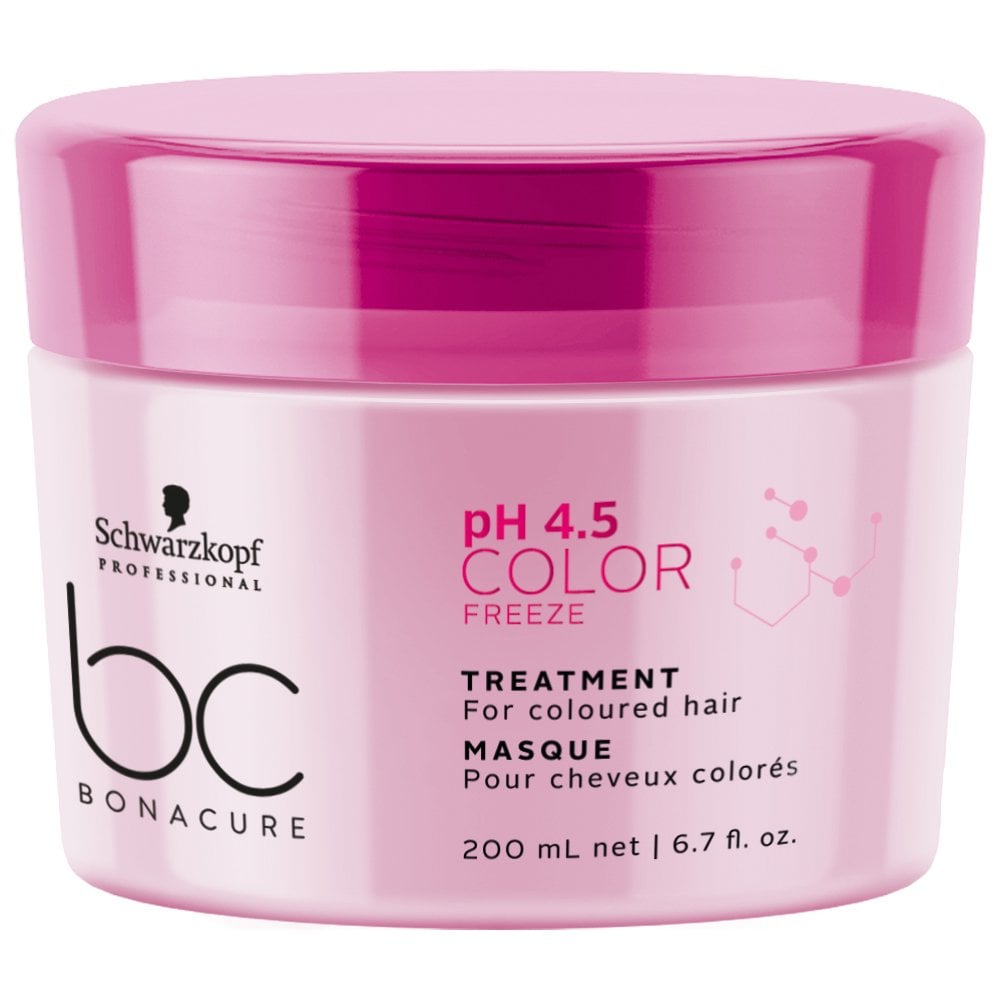 Schwarzkopf
PROFESSIONAL
bc
BONACURE
pH 4.5
COLOR
FREEZE
TREATMENT
For coloured hair
MASQUE
Pour cheveux colorés
200 mL net | 6.7 fl. oz.